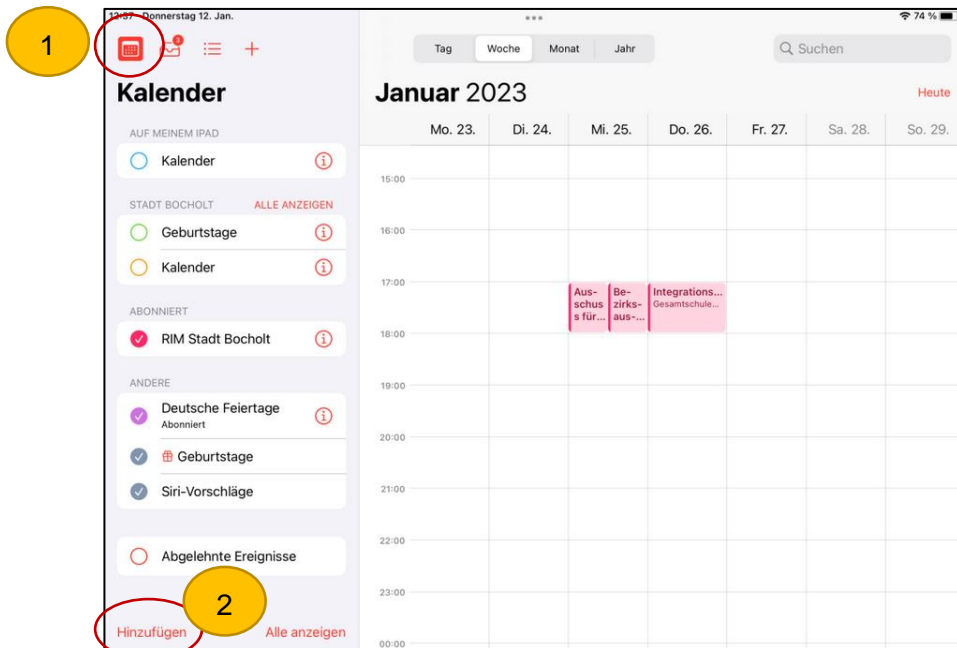 12:37 Donnerstag 12. Jan.
74 %
1
3
Tag Woche Monat Jahr
Suchen
Kalender
Januar 2023
Heute
AUF MEINEM IPAD
Mo. 23. Di. 24. Mi. 25. Do. 26. Fr. 27. Sa. 28. So. 29.
Kalender
15:00
STADT BOCHOLT ALLE ANZEIGEN
Geburtstage
16:00
Kalender
17:00
Aus-
schus
s für...
Be-
zirks-
aus-...
Integrations...
Gesamtschule...
ABONNIERT
18:00
RIM Stadt Bocholt
ANDERE
19:00
Deutsche Feiertage
Abonniert
20:00
Geburtstage
Siri-Vorschläge
21:00
22:00
Abgelehnte Ereignisse
23:00
2
Hinzufügen Alle anzeigen
00:00